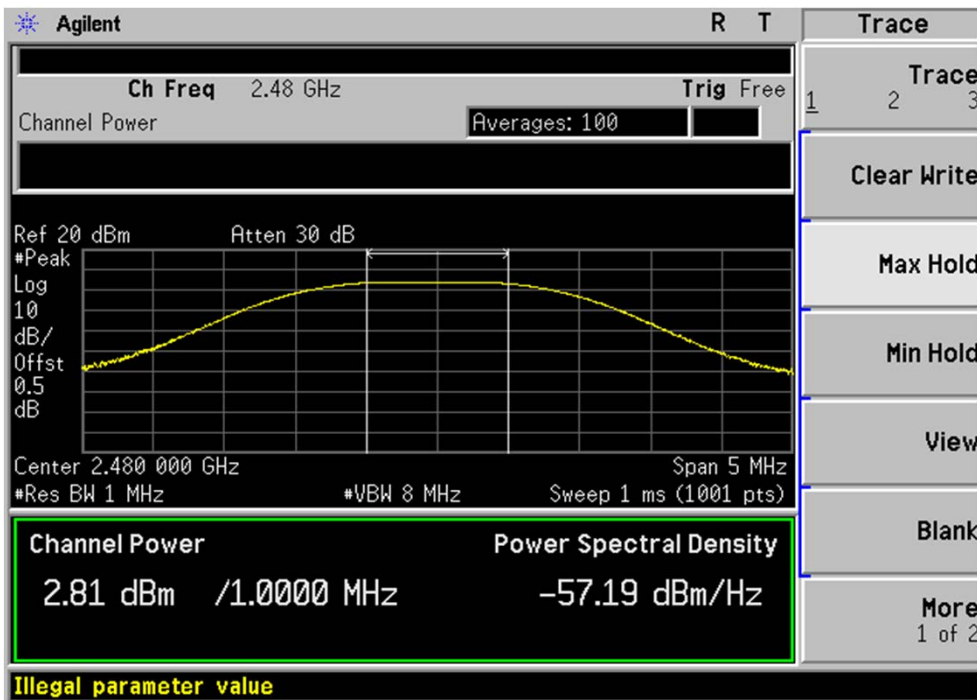 Agilent R T Trace
Ch Freq 2.48 GHz Trig Free
Channel Power Averages: 100
Trace
1 2 3
Clear Write
Max Hold
Min Hold
View
Blank
More
1 of 2
Ref 20 dBm Atten 30 dB
#Peak
Log
10
dB/
Offst
0.5
dB
Center 2.480 000 GHz Span 5 MHz
#Res BW 1 MHz #VBW 8 MHz Sweep 1 ms (1001 pts)
Channel Power Power Spectral Density
2.81 dBm /1.0000 MHz -57.19 dBm/Hz
Illegal parameter value